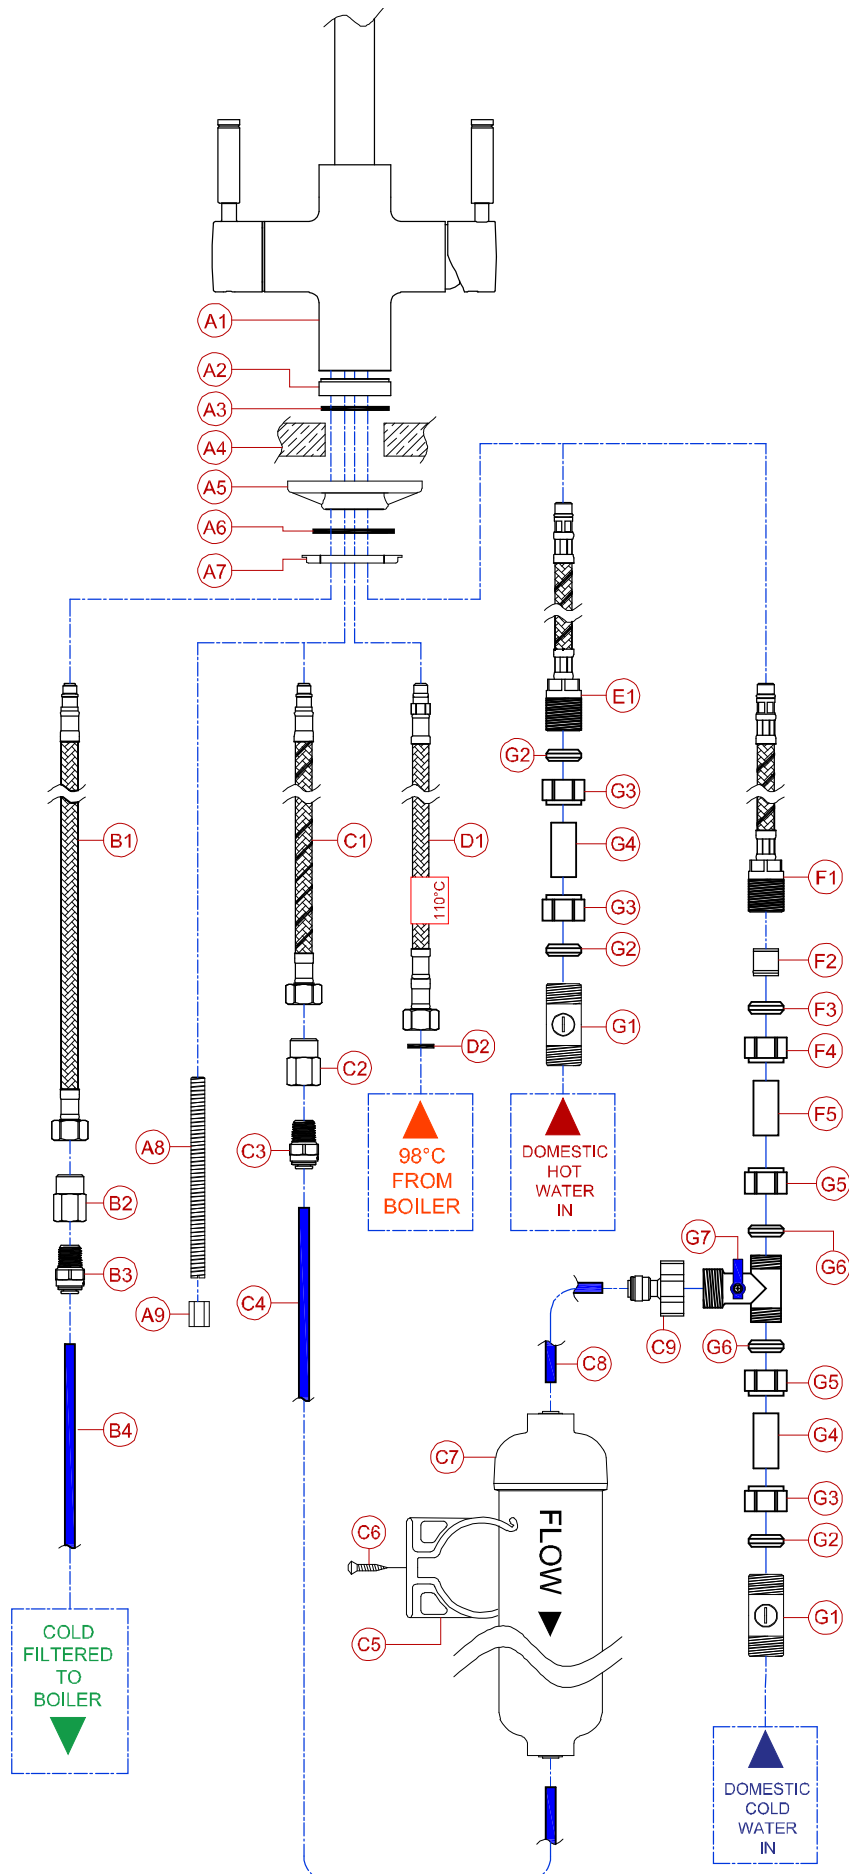 A1
A2
A3
A4
A5
A6
A7
E1
G2
G3
B1
C1
D1
G4
F1
110°C
G3
G2
F2
F3
G1
D2
F4
C2
F5
A8
C3
98°C
FROM
BOILER
DOMESTIC
HOT
WATER
IN
G5
B2
G7
G6
B3
C4
A9
C9
G6
C8
G5
B4
C7
G4
G3
C6
FLOW
G2
C5
G1
COLD
FILTERED
TO
BOILER
DOMESTIC
COLD
WATER
IN